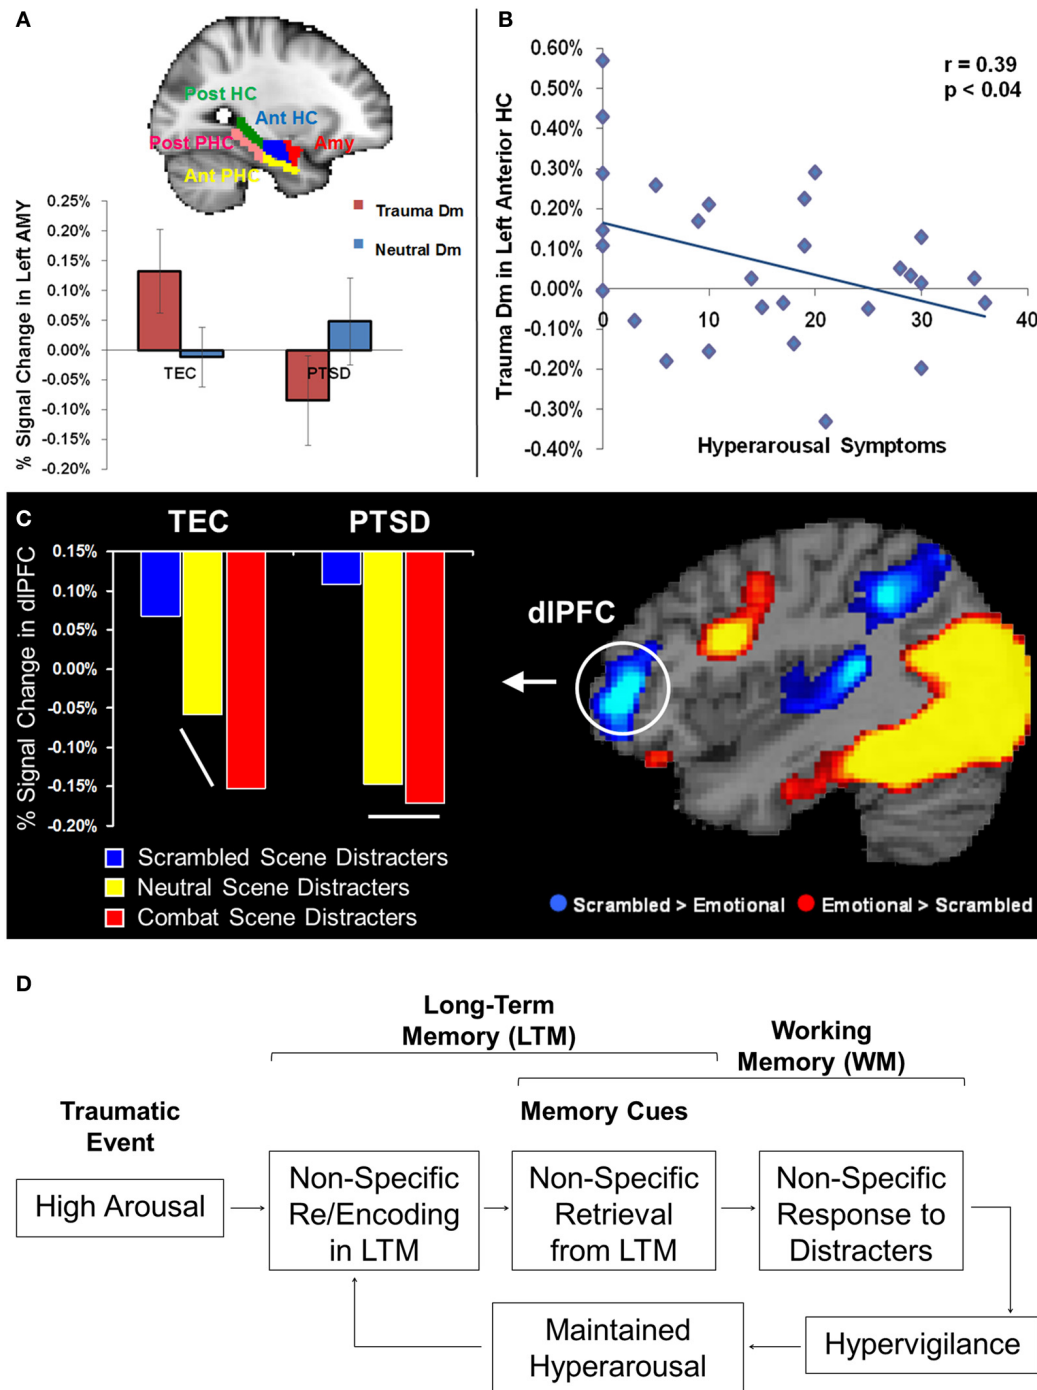 A
Post HC
Ant HC
Post PHC
Amy
Ant PHC
% Signal Change in Left AMY
0.25%
0.20%
0.15%
0.10%
0.05%
0.00%
-0.05%
-0.10%
-0.15%
-0.20%
Trauma Dm
Neutral Dm
TEC
PTSD
B
Trauma Dm in Left Anterior HC
0.60%
0.50%
0.40%
0.30%
0.20%
0.10%
0.00%
-0.10%
-0.20%
-0.30%
-0.40%
r = 0.39
p < 0.04
0
10
20
30
40
Hyperarousal Symptoms
C
TEC
PTSD
% Signal Change in dlPFC
0.15%
0.10%
0.05%
0.00%
-0.05%
-0.10%
-0.15%
-0.20%
Scrambled Scene Distracters
Neutral Scene Distracters
Combat Scene Distracters
dlPFC
Scrambled > Emotional
Emotional > Scrambled
D
Long-Term
Memory (LTM)
Working
Memory (WM)
Traumatic
Event
Memory Cues
High Arousal
Non-Specific
Re/Encoding
in LTM
Non-Specific
Retrieval
from LTM
Non-Specific
Response to
Distracters
Maintained
Hyperarousal
Hypervigilance